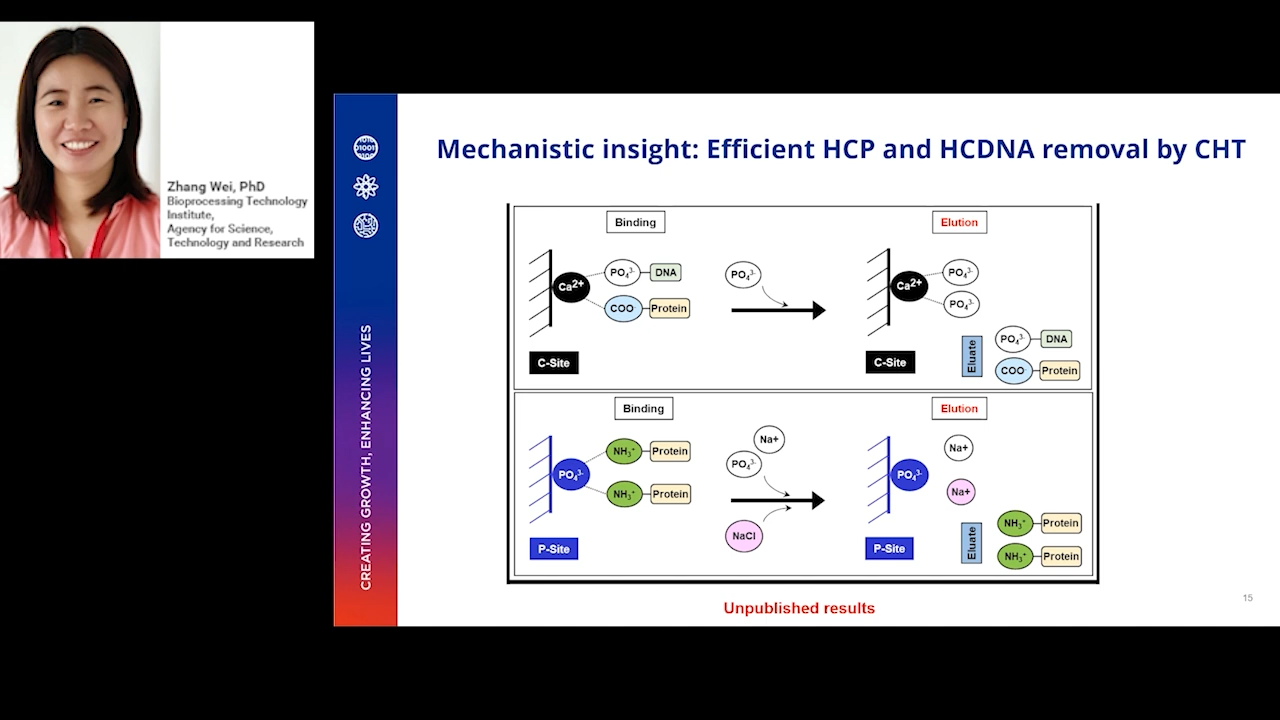 Zhang Wei, PhD
Bioprocessing Technology
Institute,
Agency for Science,
Technology and Research
CREATING GROWTH, ENHANCING LIVES
Mechanistic insight: Efficient HCP and HCDNA removal by CHT
Binding
Elution
Ca2+
PO₄³⁻
DNA
COO⁻
Protein
PO₄³⁻
Ca2+
PO₄³⁻
PO₄³⁻
C-Site
C-Site
Eluate
PO₄³⁻
DNA
COO⁻
Protein
Binding
Elution
PO₄³⁻
NH₃⁺
Protein
NH₃⁺
Protein
Na+
PO₄³⁻
NaCl
PO₄³⁻
Na+
Na+
P-Site
P-Site
Eluate
NH₃⁺
Protein
NH₃⁺
Protein
Unpublished results
15